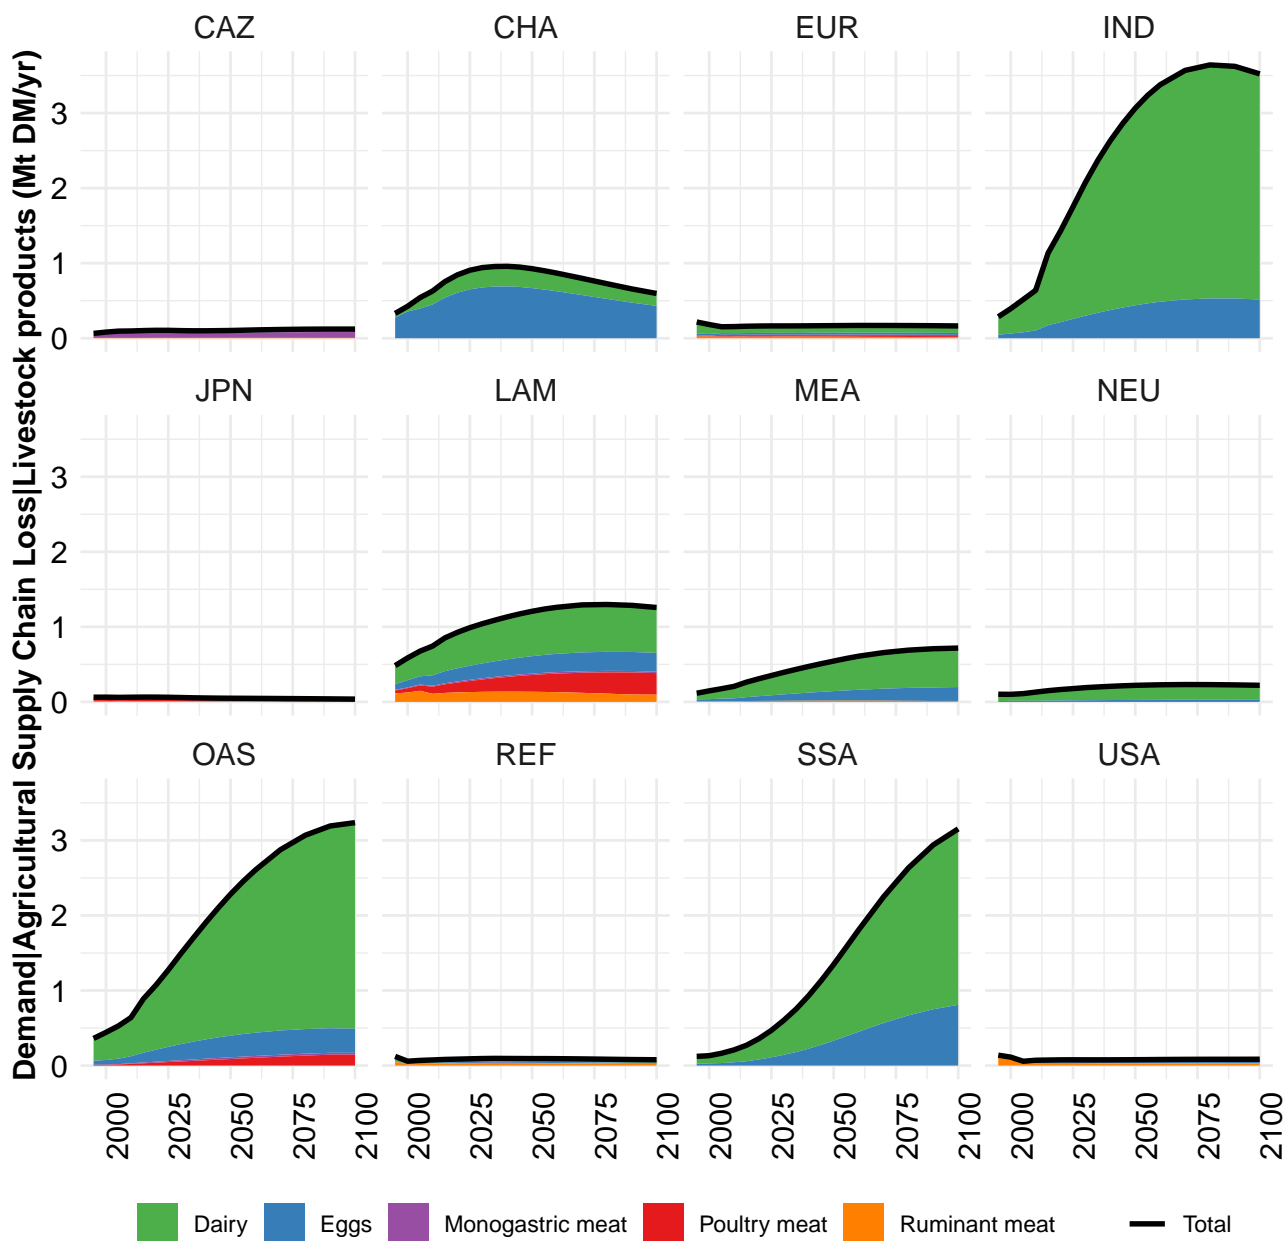 Demand|Agricultural Supply Chain Loss|Livestock products (Mt DM/yr)
CAZ CHA EUR IND
3
2
1
0
JPN LAM MEA NEU
3
2
1
0
OAS REF SSA USA
3
2
1
0
2000 2025 2050 2075 2100 2000 2025 2050 2075 2100 2000 2025 2050 2075 2100 2000 2025 2050 2075 2100
Dairy Eggs Monogastric meat Poultry meat Ruminant meat Total